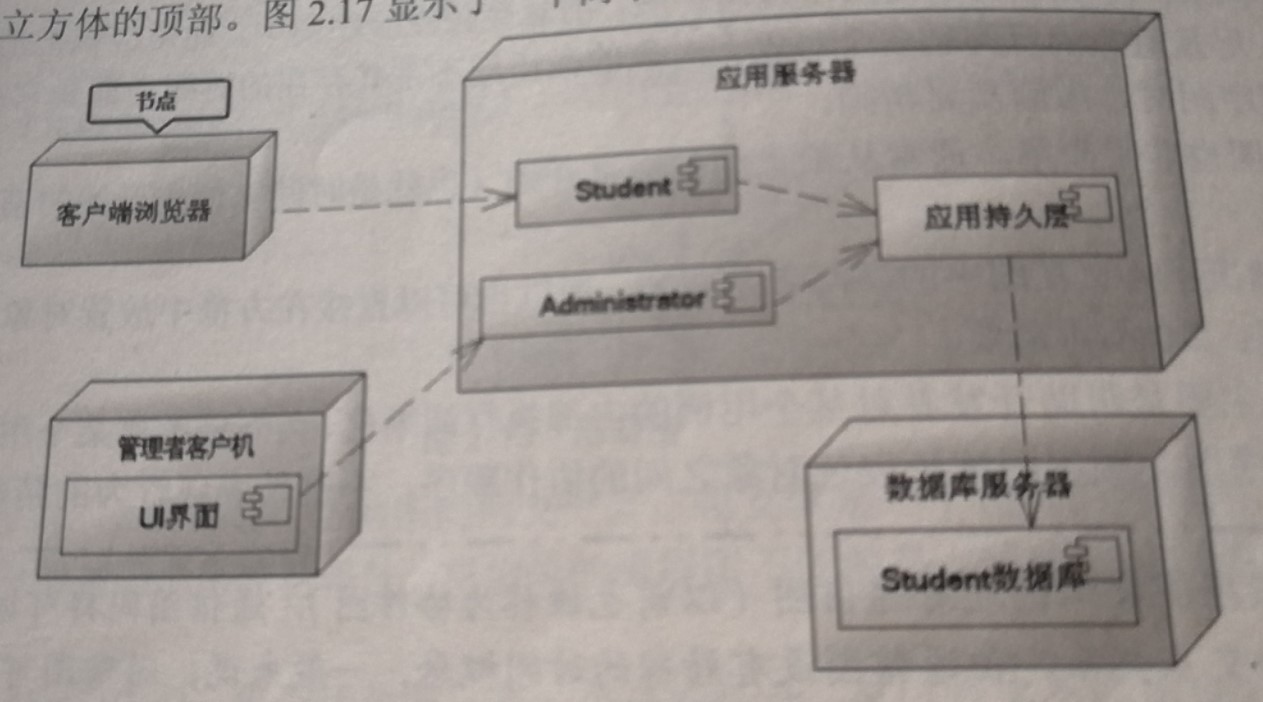 立方体的顶部。图 2.17 显示了
应用服务器
节点
客户端浏览器
Student
应用持久层
Administrator
管理者客户机
UI界面
数据库服务器
Student数据库